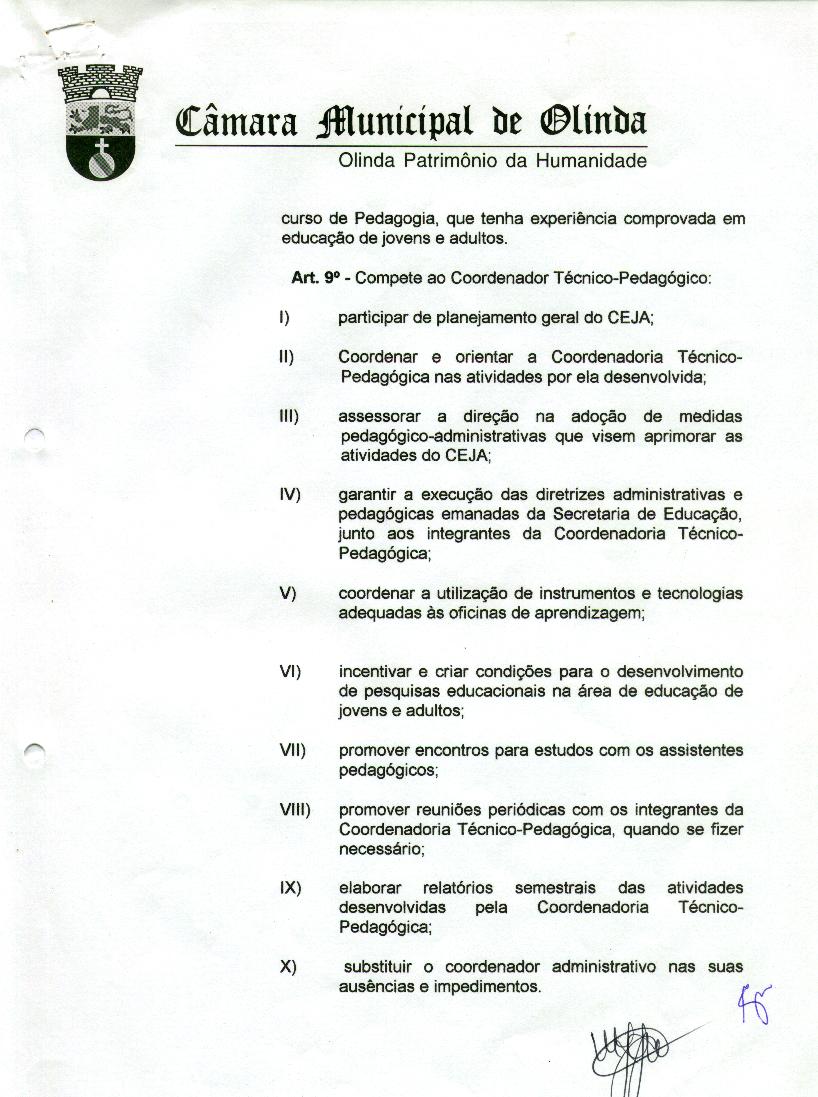 Câmara Municipal de Olinda
Olinda Patrimônio da Humanidade
curso de Pedagogia, que tenha experiência comprovada em
educação de jovens e adultos.
Art. 9º - Compete ao Coordenador Técnico-Pedagógico:
I) participar de planejamento geral do CEJA;
II) Coordenar e orientar a Coordenadoria Técnico-
Pedagógica nas atividades por ela desenvolvida;
III) assessorar a direção na adoção de medidas
pedagógico-administrativas que visem aprimorar as
atividades do CEJA;
IV) garantir a execução das diretrizes administrativas e
pedagógicas emanadas da Secretaria de Educação,
junto aos integrantes da Coordenadoria Técnico-
Pedagógica;
V) coordenar a utilização de instrumentos e tecnologias
adequadas às oficinas de aprendizagem;
VI) incentivar e criar condições para o desenvolvimento
de pesquisas educacionais na área de educação de
jovens e adultos;
VII) promover encontros para estudos com os assistentes
pedagógicos;
VIII) promover reuniões periódicas com os integrantes da
Coordenadoria Técnico-Pedagógica, quando se fizer
necessário;
IX) elaborar relatórios semestrais das atividades
desenvolvidas pela Coordenadoria Técnico-
Pedagógica;
X) substituir o coordenador administrativo nas suas
ausências e impedimentos.